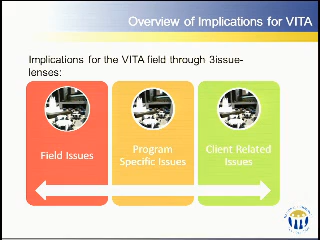 Overview of Implications for VITA
Implications for the VITA field through 3issue-
lenses:
Field Issues
Program
Specific Issues
Client Related
Issues